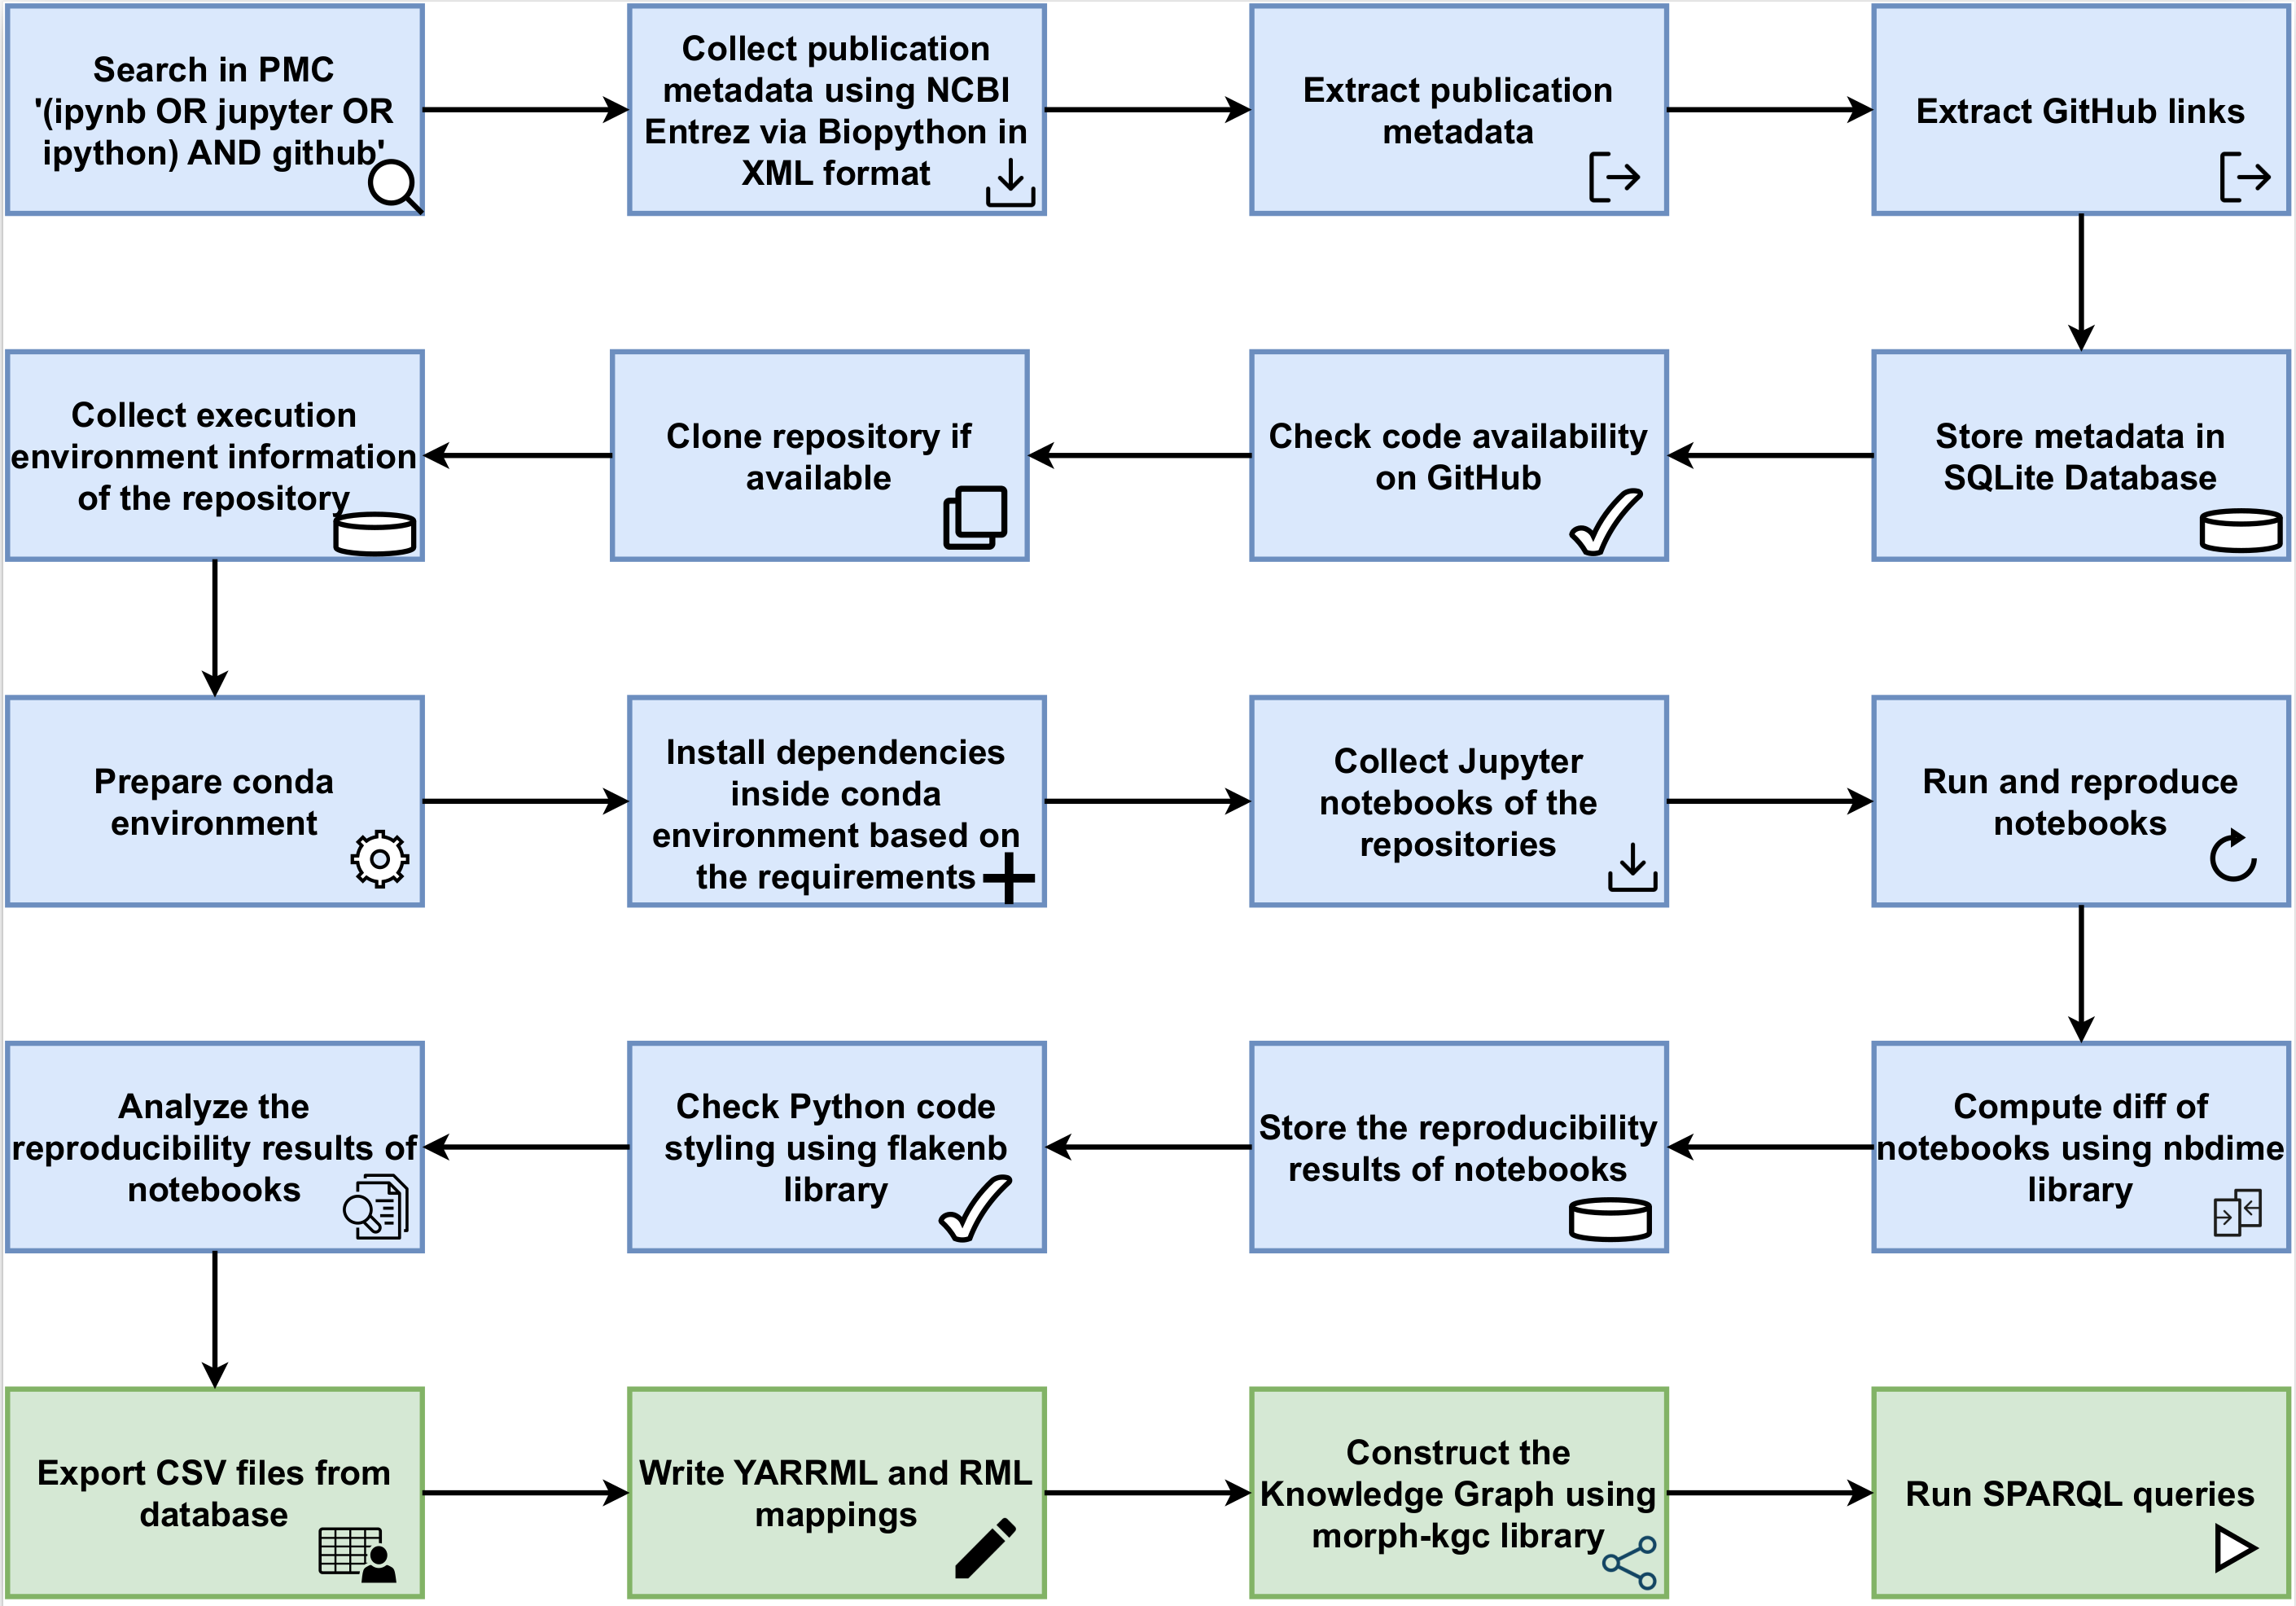 Search in PMC
'(ipynb OR jupyter OR
ipython) AND github'
Collect publication
metadata using NCBI
Entrez via Biopython in
XML format
Extract publication
metadata
Extract GitHub links
Collect execution
environment information
of the repository
Clone repository if
available
Check code availability
on GitHub
Store metadata in
SQLite Database
Prepare conda
environment
Install dependencies
inside conda
environment based on
the requirements
Collect Jupyter
notebooks of the
repositories
Run and reproduce
notebooks
Analyze the
reproducibility results of
notebooks
Check Python code
styling using flakenb
library
Store the reproducibility
results of notebooks
Compute diff of
notebooks using nbdime
library
Export CSV files from
database
Write YARRML and RML
mappings
Construct the
Knowledge Graph using
morph-kgc library
Run SPARQL queries